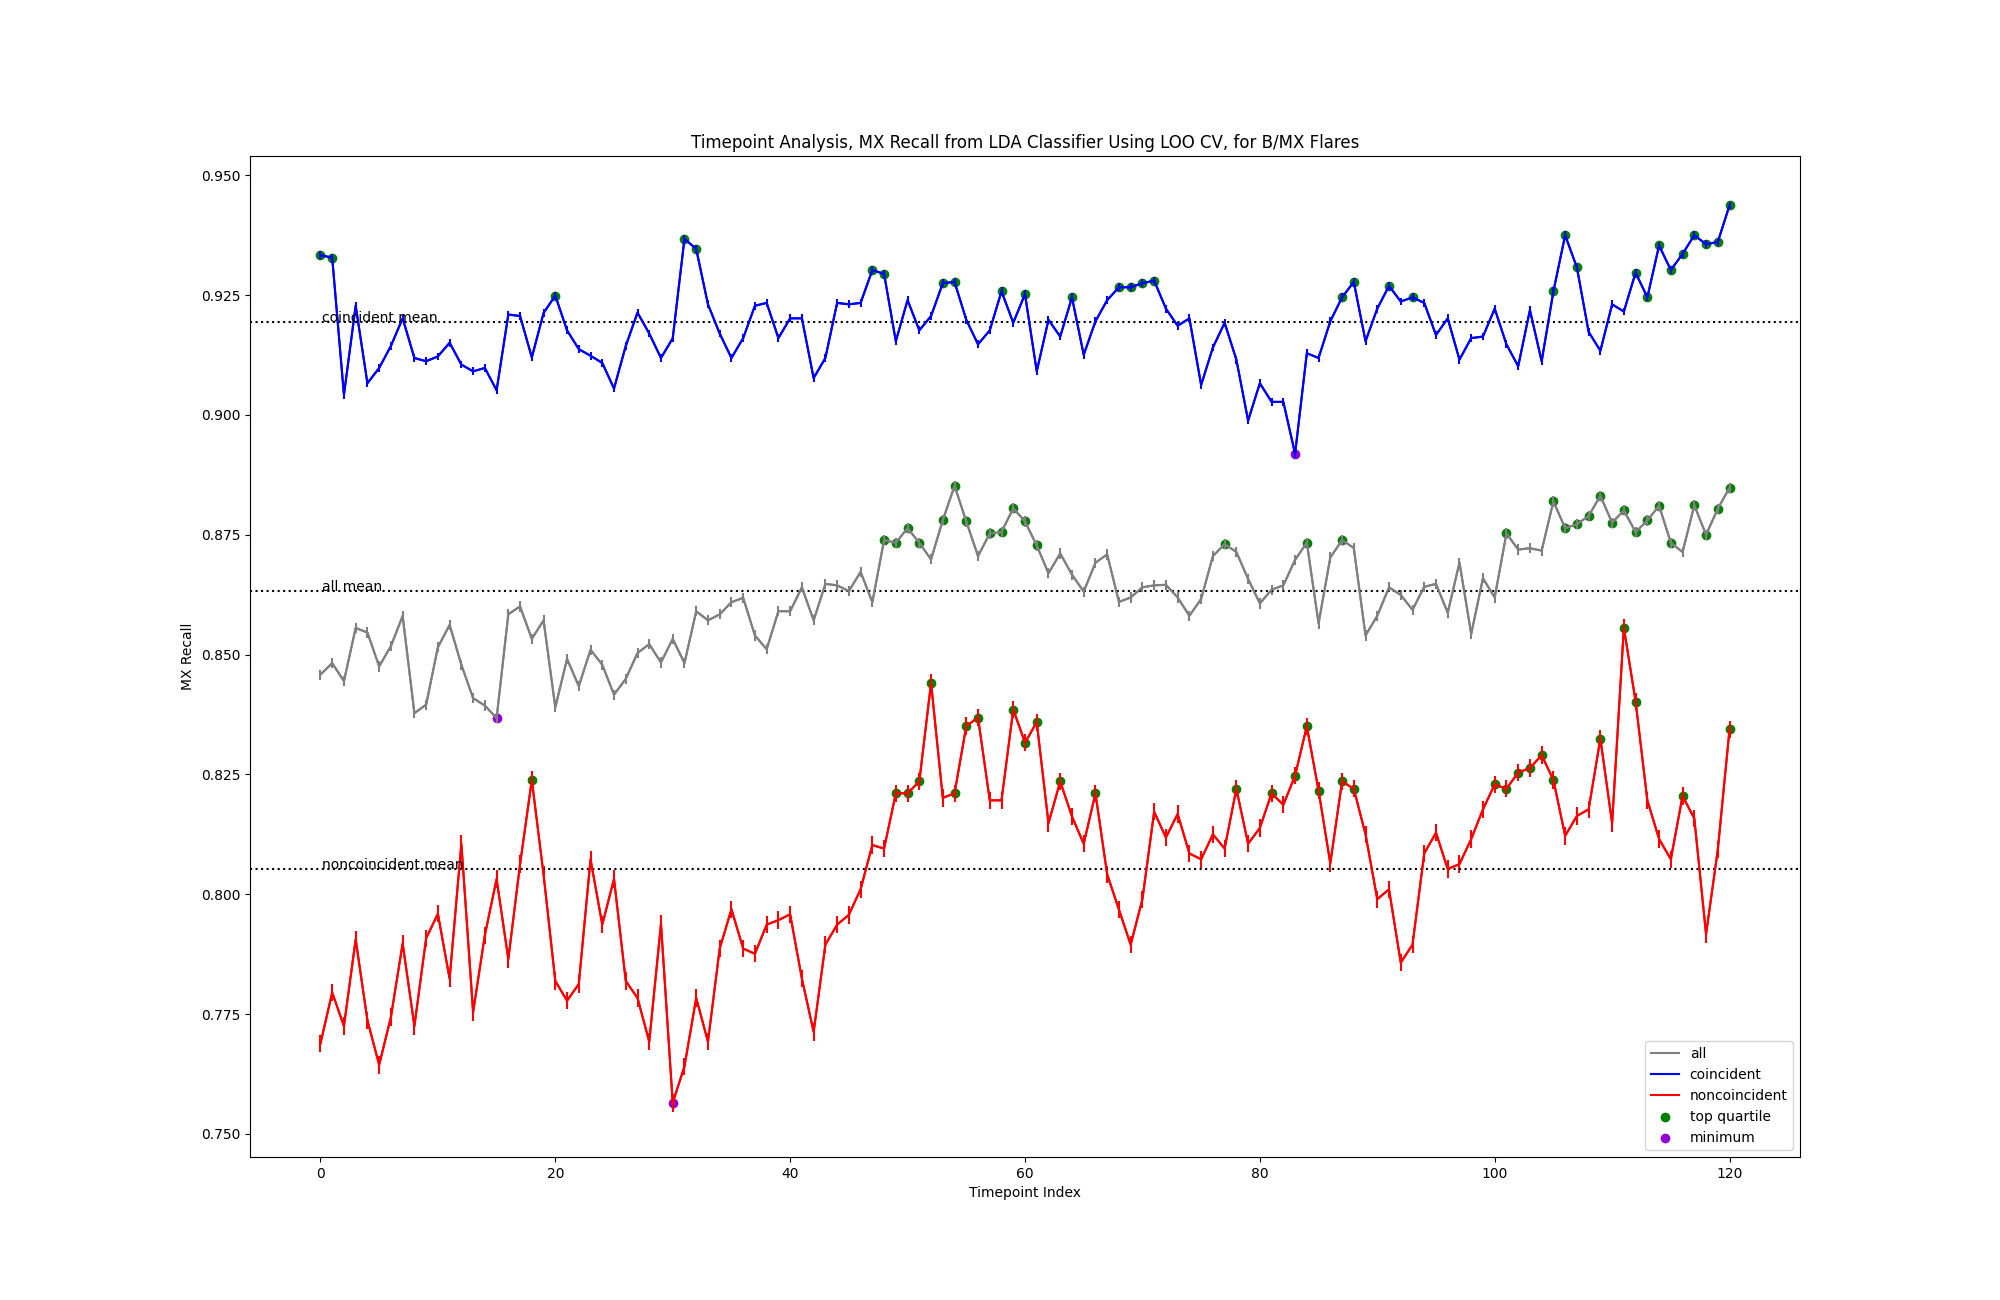 Timepoint Analysis, MX Recall from LDA Classifier Using LOO CV, for B/MX Flares
0.950
0.925
coincident mean
0.900
0.875
all mean
0.850
MX Recall
0.825
noncoincident mean
0.800
0.775
0.750
all
coincident
noncoincident
top quartile
minimum
0 20 40 60 80 100 120
Timepoint Index